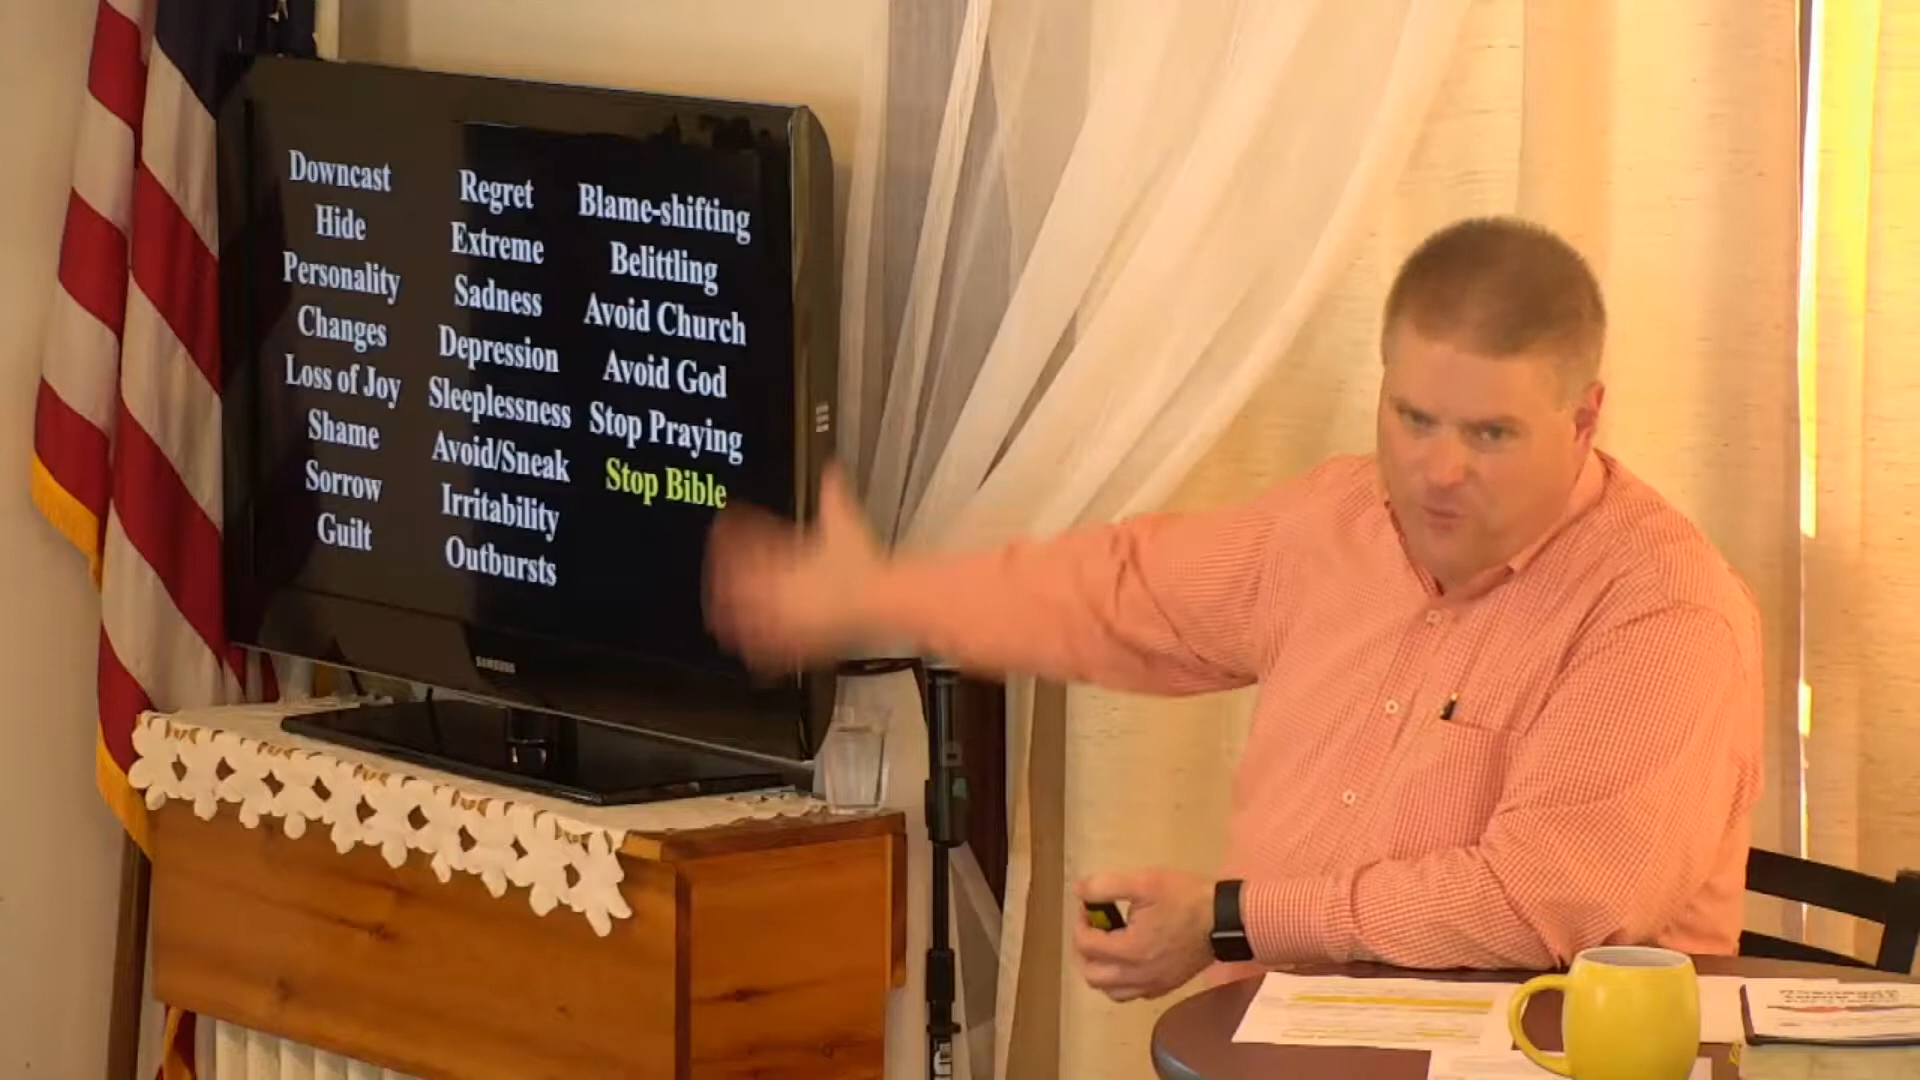 Downcast
Hide
Personality
Changes
Loss of Joy
Shame
Sorrow
Guilt
Regret
Extreme
Sadness
Depression
Sleeplessness
Avoid/Sneak
Irritability
Outbursts
Blame-shifting
Belittling
Avoid Church
Avoid God
Stop Praying
Stop Bible
SAMSUNG